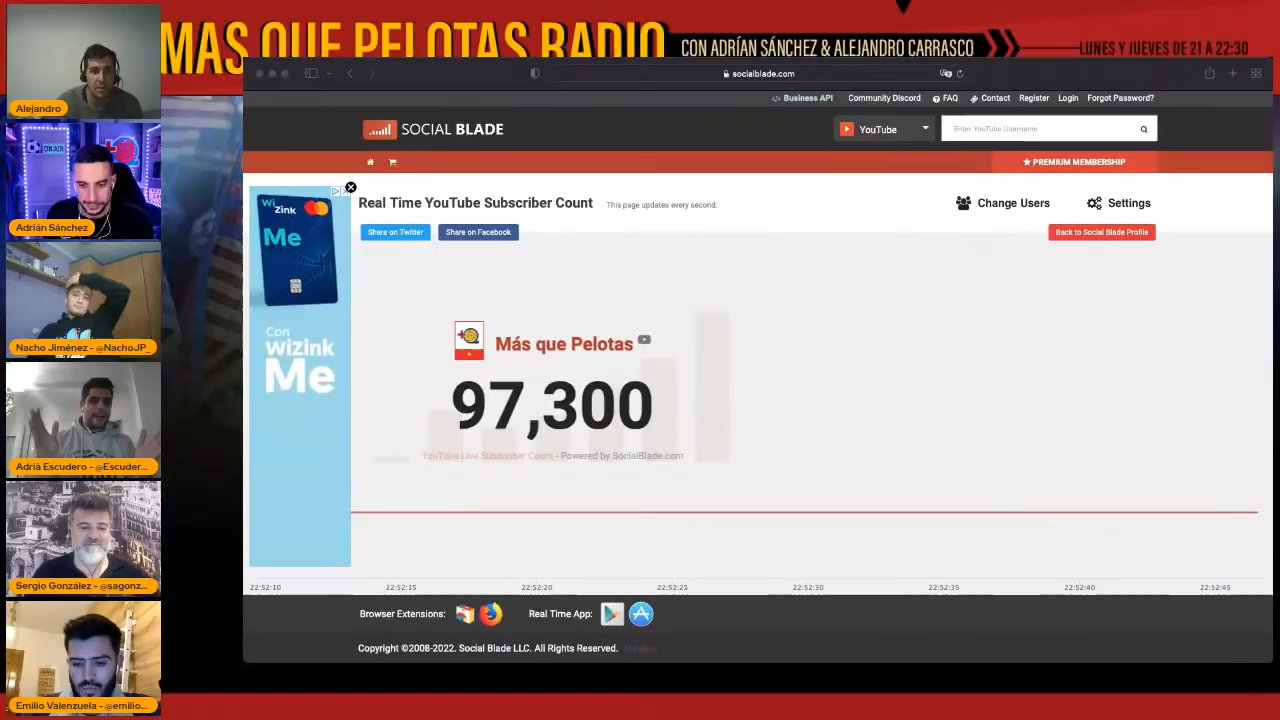 MAS QUE PELOTAS RADIO
CON ADRÍAN SÁNCHEZ & ALEJANDRO CARRASCO
LUNES Y JUEVES DE 21 A 22:30
Alejandro
ON AIR
Adrián Sánchez
Nacho Jiménez - @NachoJP_
Adrià Escudero - @Escuder...
Sergio González - @sagonz...
Emilio Valenzuela - @emilio...
socialblade.com
Business API
Community Discord
FAQ
Contact
Register
Login
Forgot Password?
SOCIAL BLADE
YouTube
Enter YouTube Username
PREMIUM MEMBERSHIP
WiZink
Me
Con
wizink
Me
Real Time YouTube Subscriber Count
This page updates every second.
Change Users
Settings
Share on Twitter
Share on Facebook
Back to Social Blade Profile
Más que Pelotas
97,300
YouTube Live Subscriber Count - Powered by SocialBlade.com
22:52:10
22:52:15
22:52:20
22:52:25
22:52:30
22:52:35
22:52:40
22:52:45
Browser Extensions:
Real Time App:
Copyright ©2008-2022. Social Blade LLC. All Rights Reserved.